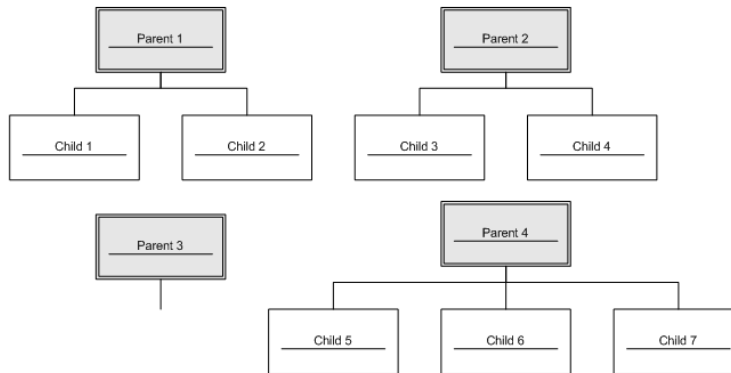 Parent 1
Parent 2
Child 1
Child 2
Child 3
Child 4
Parent 3
Parent 4
Child 5
Child 6
Child 7